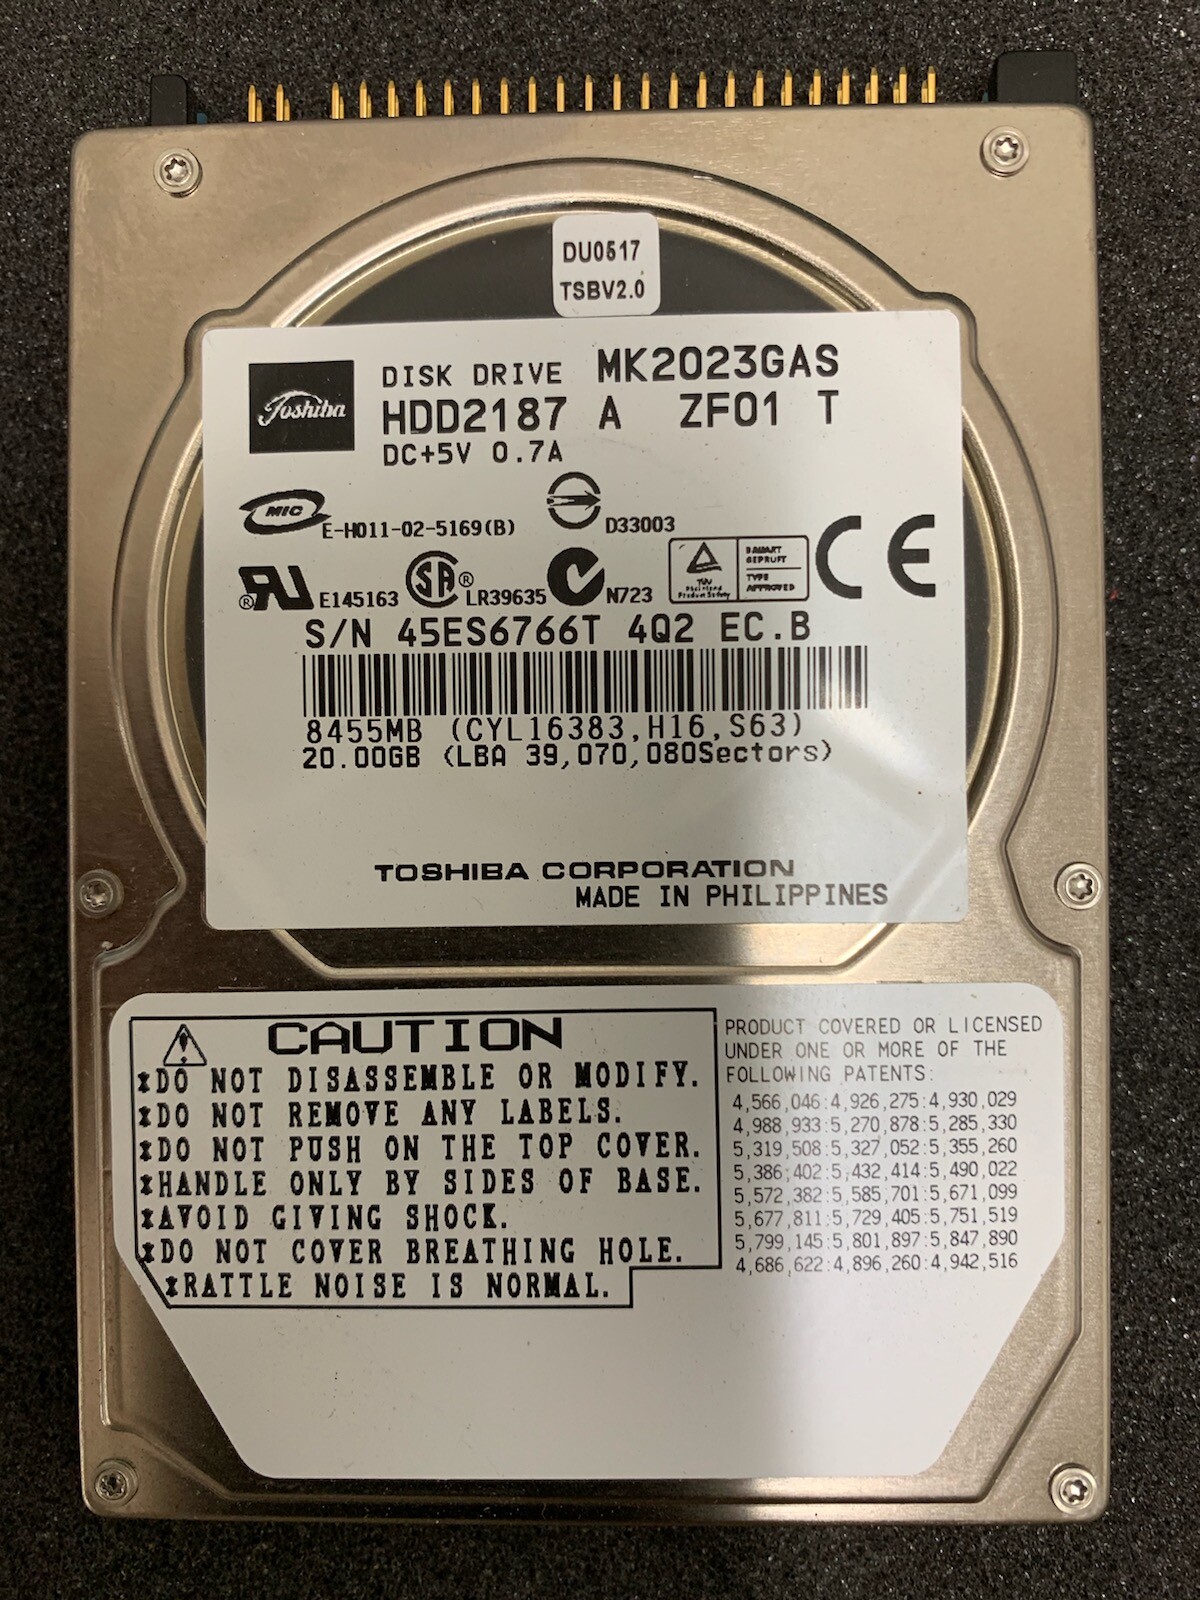 DU0517
TSBV2.0
Toshiba
DISK DRIVE MK2023GAS
HDD2187 A ZF01 T
DC+5V 0.7A
MIC E-H011-02-5169(B)
D33003
E145163
SA ® LR39635
N723
TÜV
Product Safety
BAUART
GEPRUFT
TYPE
APPROVED
CE
S/N 45ES6766T 4Q2 EC.B
8455MB (CYL16383,H16,S63)
20.00GB (LBA 39,070,080Sectors)
TOSHIBA CORPORATION
MADE IN PHILIPPINES
CAUTION
*DO NOT DISASSEMBLE OR MODIFY.
*DO NOT REMOVE ANY LABELS.
*DO NOT PUSH ON THE TOP COVER.
*HANDLE ONLY BY SIDES OF BASE.
*AVOID GIVING SHOCK.
*DO NOT COVER BREATHING HOLE.
*RATTLE NOISE IS NORMAL.
PRODUCT COVERED OR LICENSED
UNDER ONE OR MORE OF THE
FOLLOWING PATENTS:
4,566,046:4,926,275:4,930,029
4,988,933:5,270,878:5,285,330
5,319,508:5,327,052:5,355,260
5,386,402:5,432,414:5,490,022
5,572,382:5,585,701:5,671,099
5,677,811:5,729,405:5,751,519
5,799,145:5,801,897:5,847,890
4,686,622:4,896,260:4,942,516